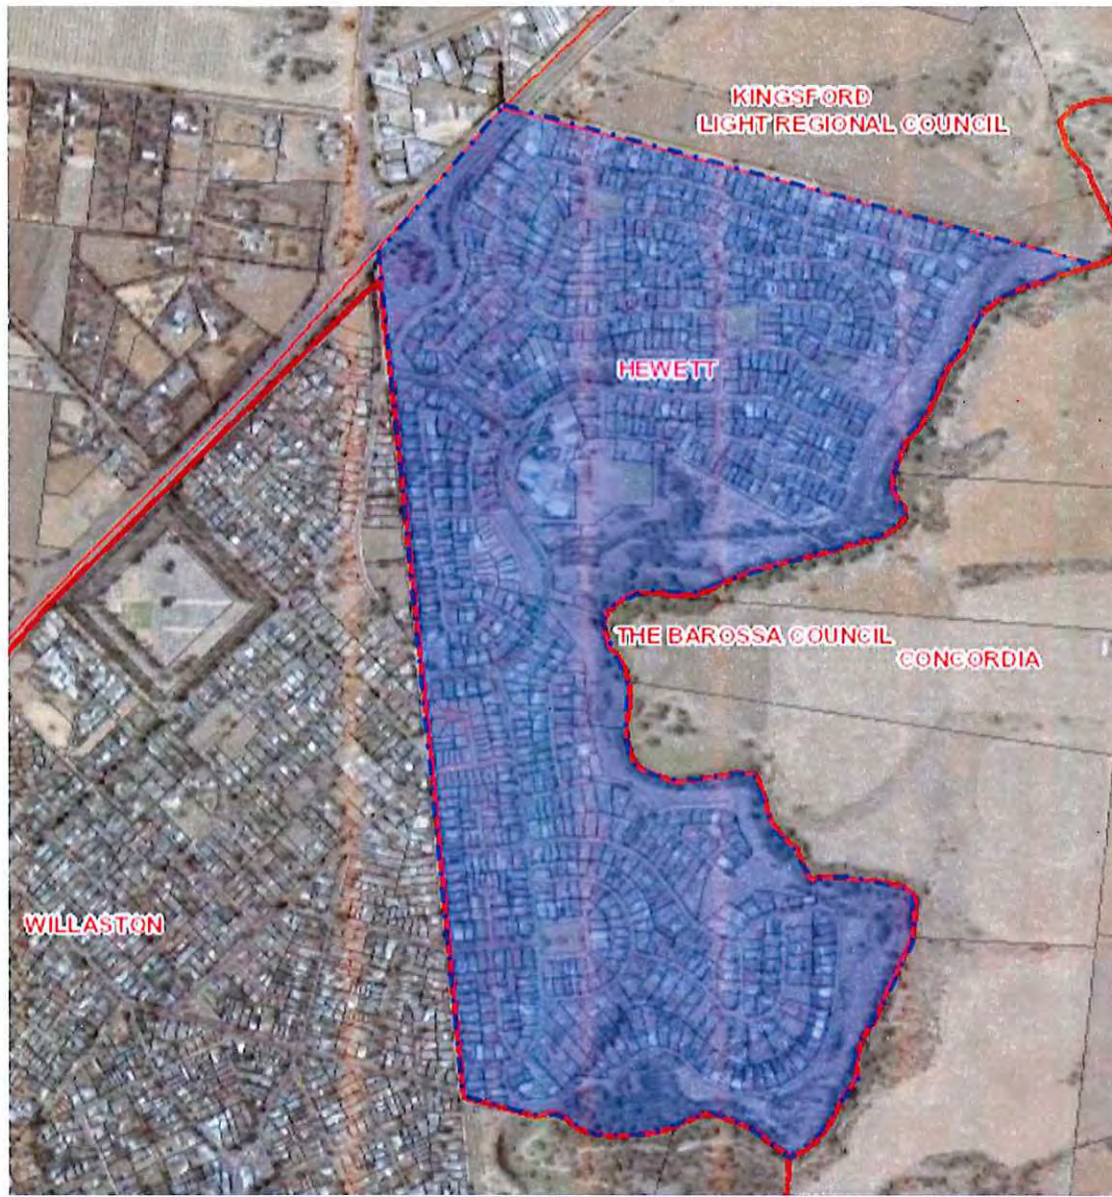 KINGSFORD
LIGHT REGIONAL COUNCIL
HEWETT
THE BAROSSA COUNCIL
CONCORDIA
WILLASTON